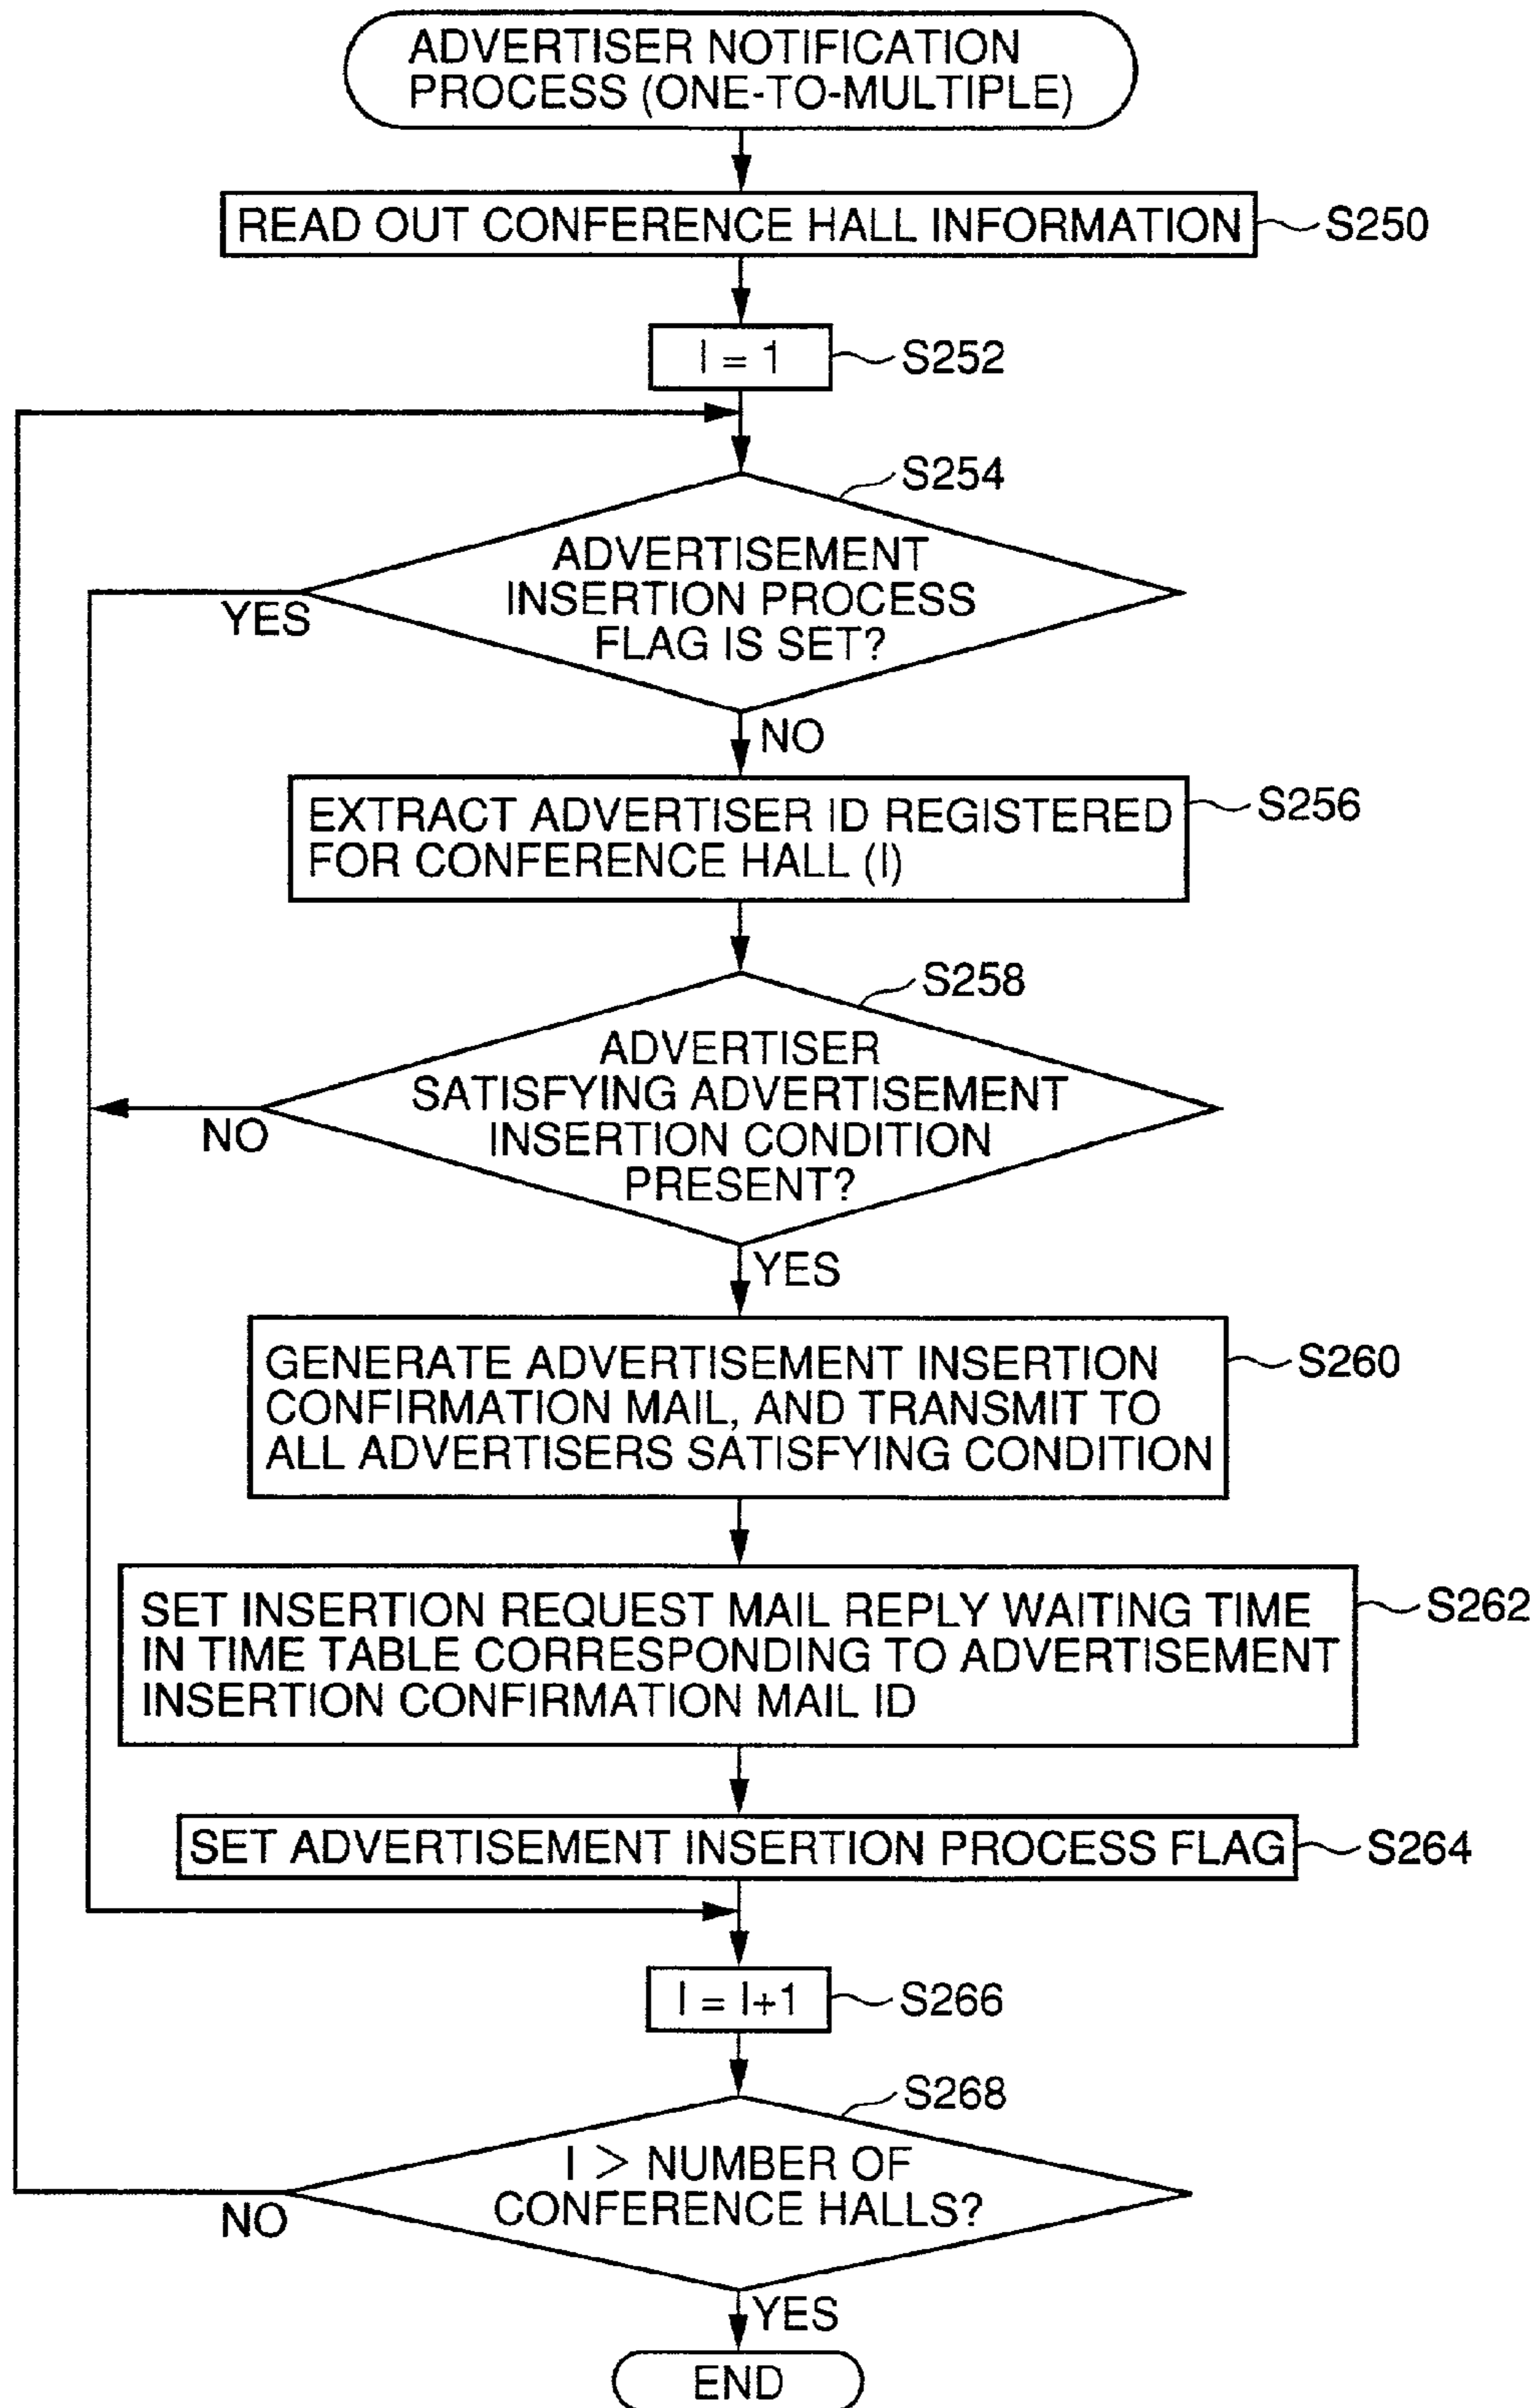 ADVERTISER NOTIFICATION
PROCESS (ONE-TO-MULTIPLE)
READ OUT CONFERENCE HALL INFORMATION
S250
I = 1
S252
S254
ADVERTISEMENT
INSERTION PROCESS
FLAG IS SET?
YES
NO
EXTRACT ADVERTISER ID REGISTERED
FOR CONFERENCE HALL (I)
S256
S258
ADVERTISER
SATISFYING ADVERTISEMENT
INSERTION CONDITION
PRESENT?
NO
YES
GENERATE ADVERTISEMENT INSERTION
CONFIRMATION MAIL, AND TRANSMIT TO
ALL ADVERTISERS SATISFYING CONDITION
S260
SET INSERTION REQUEST MAIL REPLY WAITING TIME
IN TIME TABLE CORRESPONDING TO ADVERTISEMENT
INSERTION CONFIRMATION MAIL ID
S262
SET ADVERTISEMENT INSERTION PROCESS FLAG
S264
I = I+1
S266
S268
I > NUMBER OF
CONFERENCE HALLS?
NO
YES
END